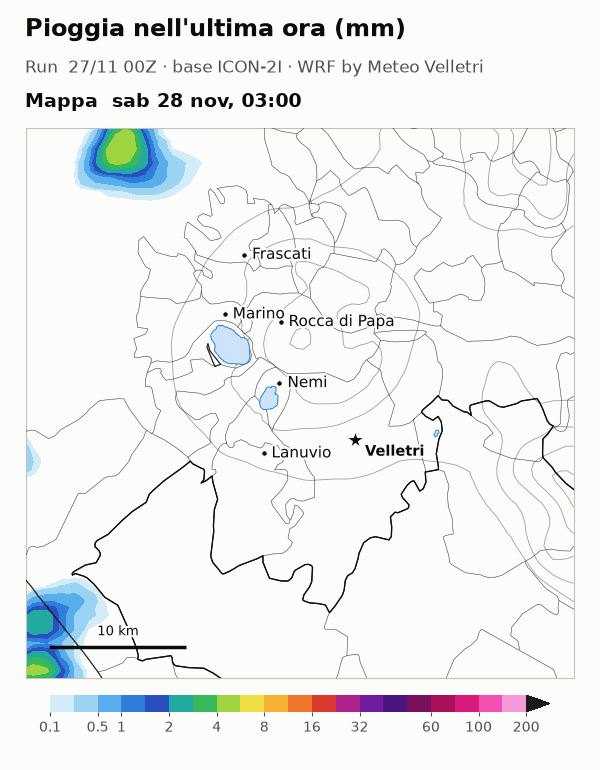 Pioggia nell'ultima ora (mm)
Run  27/11 00Z · base ICON-2I · WRF by Meteo Velletri
Mappa  sab 28 nov, 03:00
Frascati
Marino
Rocca di Papa
Nemi
Velletri
Lanuvio
10 km
0.1 0.5 1 2 4 8 16 32 60 100 200